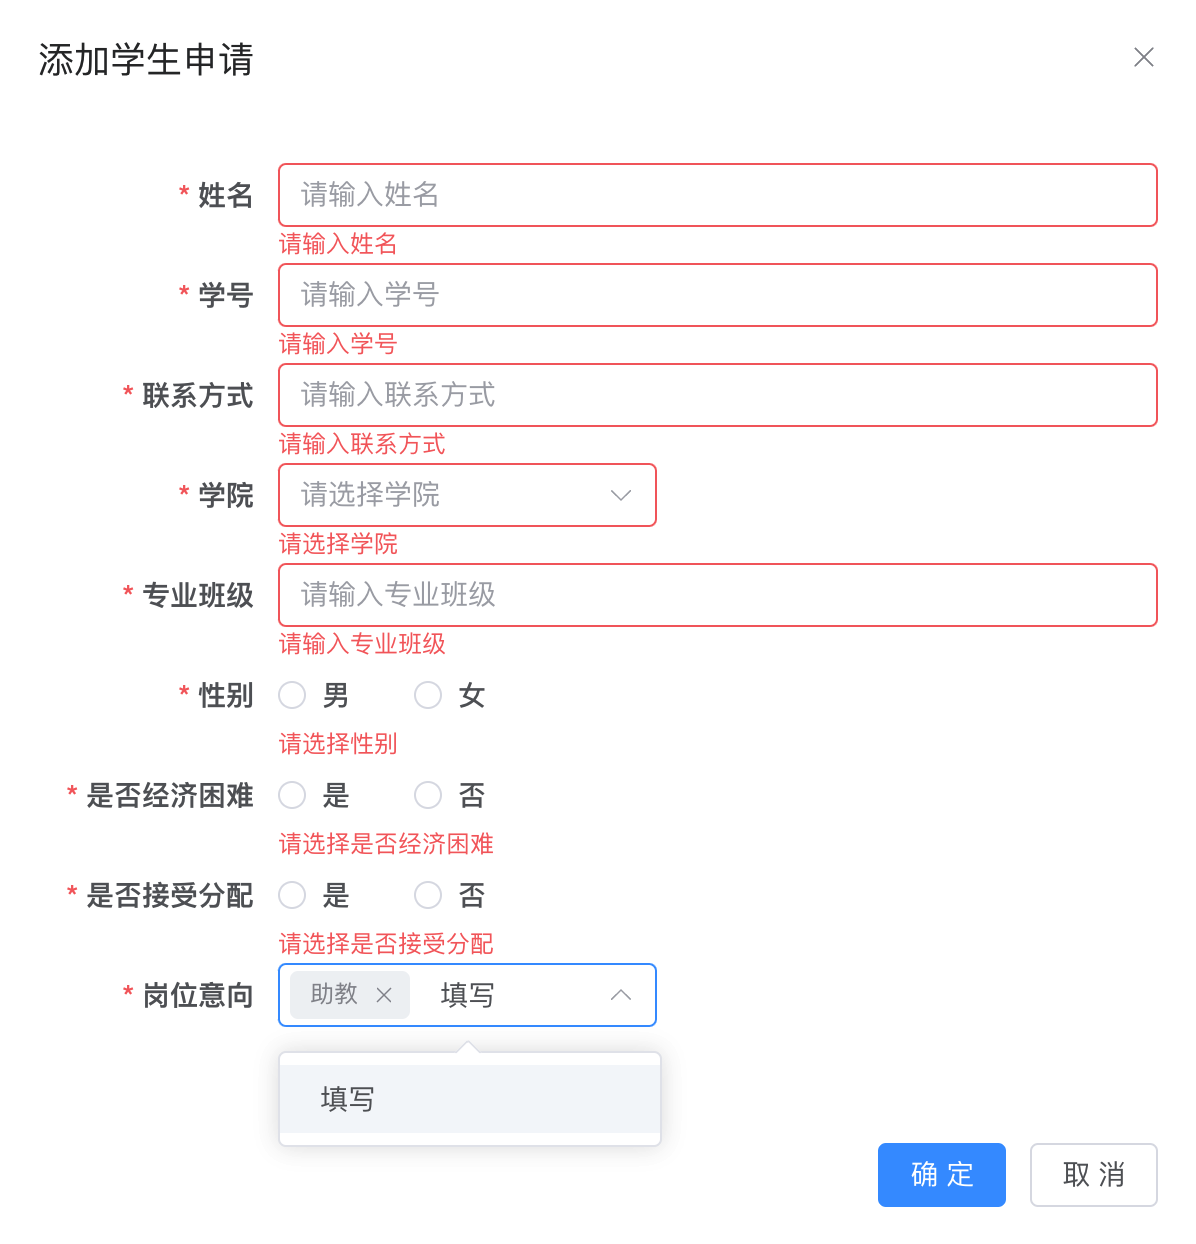 添加学生申请
* 姓名 请输入姓名
请输入姓名
* 学号 请输入学号
请输入学号
* 联系方式 请输入联系方式
请输入联系方式
* 学院 请选择学院
请选择学院
* 专业班级 请输入专业班级
请输入专业班级
* 性别 男 女
请选择性别
* 是否经济困难 是 否
请选择是否经济困难
* 是否接受分配 是 否
请选择是否接受分配
* 岗位意向 助教 填写
填写
确 定 取 消